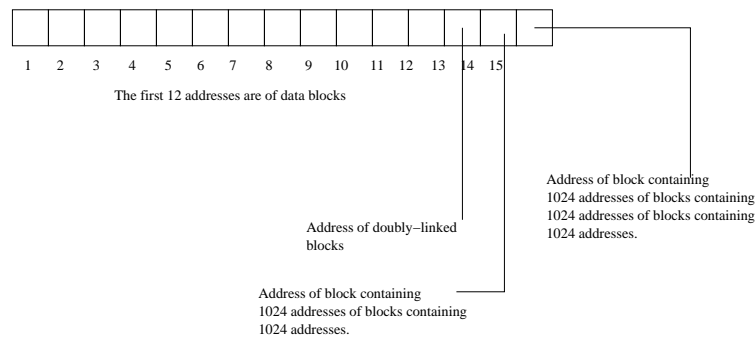 1 2 3 4 5 6 7 8 9 10 11 12 13 14 15
The first 12 addresses are of data blocks
Address of block containing
1024 addresses of blocks containing
1024 addresses of blocks containing
1024 addresses.
Address of doubly−linked
blocks
Address of block containing
1024 addresses of blocks containing
1024 addresses.